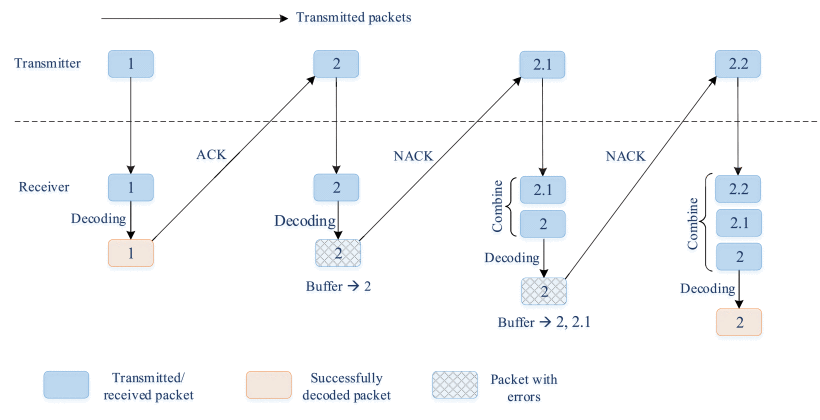 Transmitted packets
Transmitter
1
2
2.1
2.2
ACK
NACK
NACK
Receiver
1
2
2.1
2
Combine
2.2
2.1
2
Combine
Decoding
Decoding
Decoding
Decoding
1
2
2
2
Buffer → 2
Buffer → 2, 2.1
Transmitted/
received packet
Successfully
decoded packet
Packet with
errors